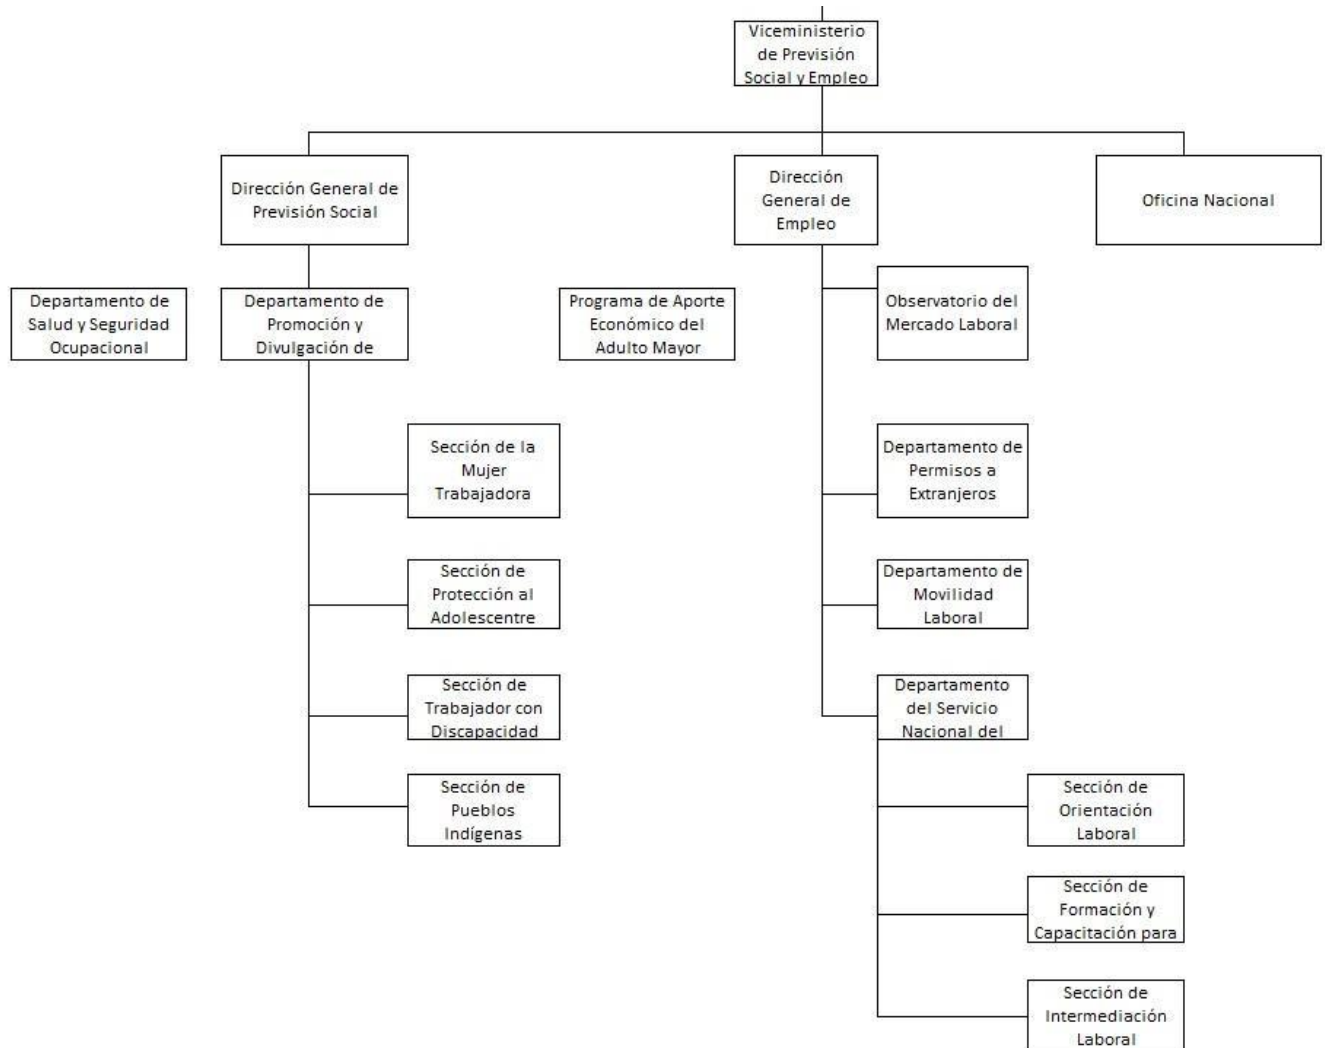 Viceministerio
de Previsión
Social y Empleo
Dirección General de
Previsión Social
Dirección
General de
Empleo
Oficina Nacional
Departamento de
Salud y Seguridad
Ocupacional
Departamento de
Promoción y
Divulgación de
Programa de Aporte
Económico del
Adulto Mayor
Observatorio del
Mercado Laboral
Sección de la
Mujer
Trabajadora
Departamento de
Permisos a
Extranjeros
Sección de
Protección al
Adolescentre
Departamento de
Movilidad
Laboral
Sección de
Trabajador con
Discapacidad
Departamento
del Servicio
Nacional del
Sección de
Pueblos
Indígenas
Sección de
Orientación
Laboral
Sección de
Formación y
Capacitación para
Sección de
Intermediación
Laboral